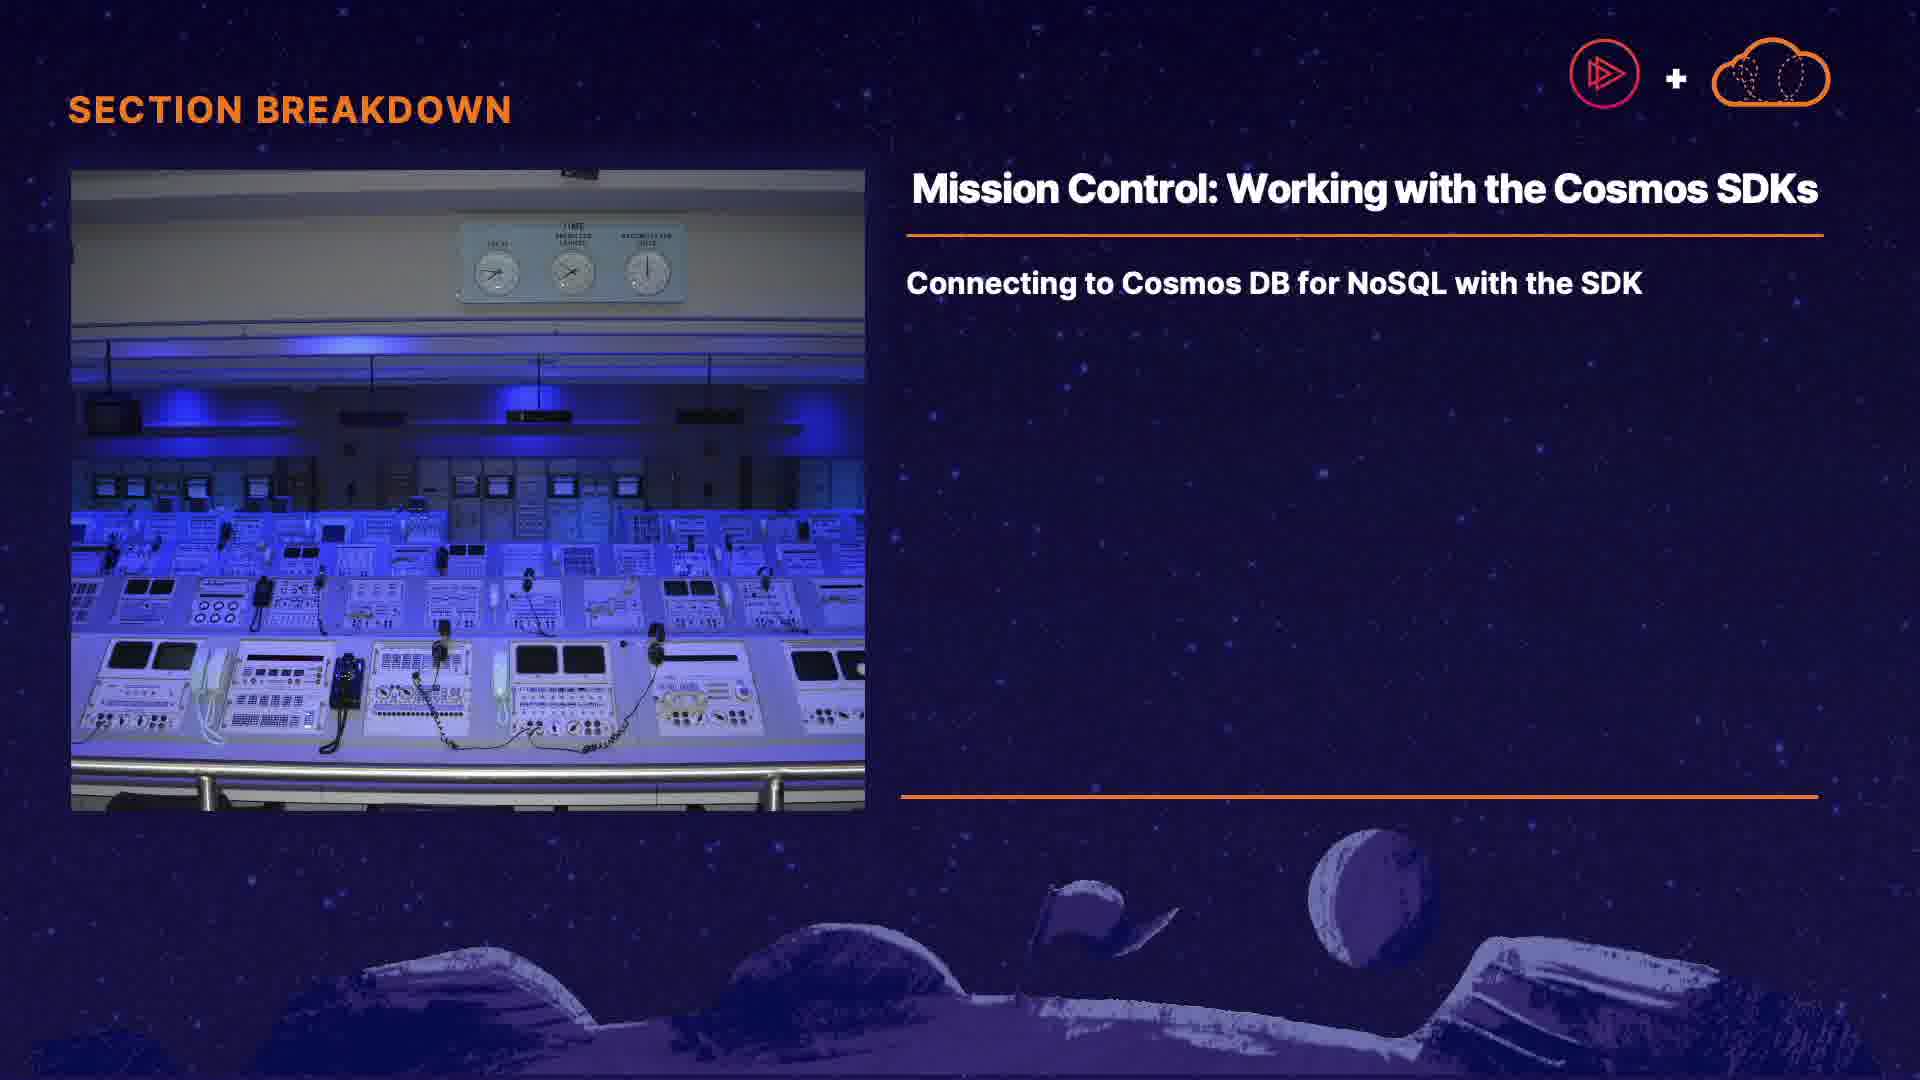 SECTION BREAKDOWN
Mission Control: Working with the Cosmos SDKs
Connecting to Cosmos DB for NoSQL with the SDK